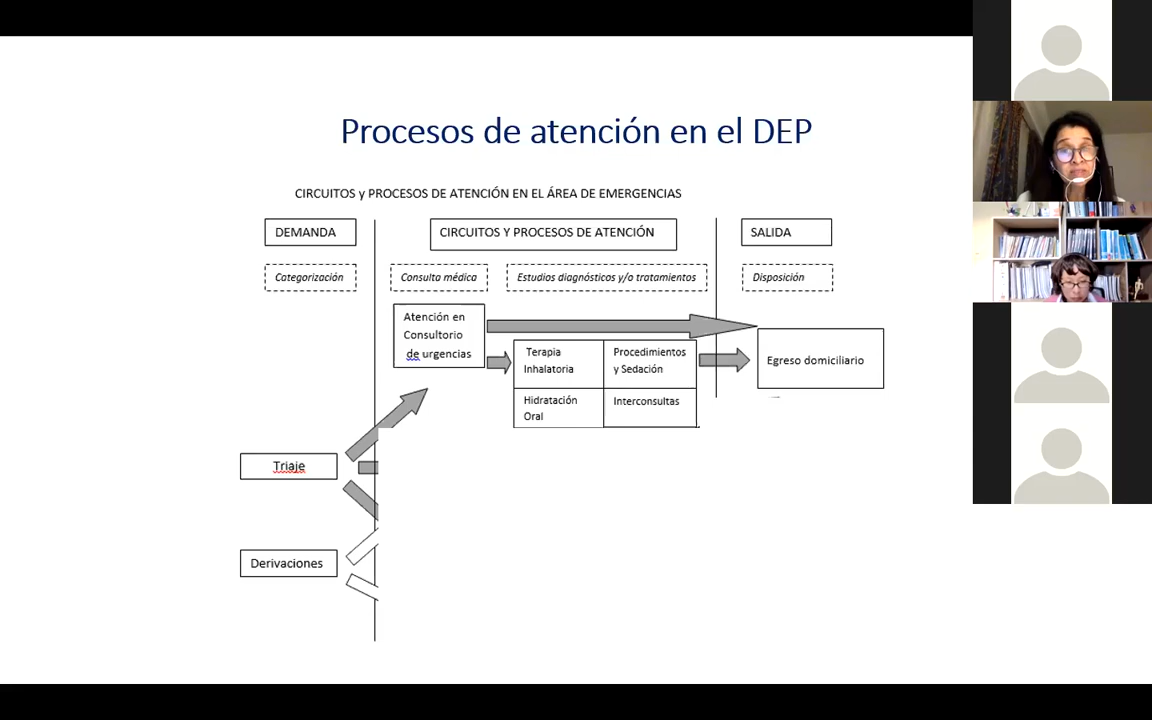 Procesos de atención en el DEP
CIRCUITOS y PROCESOS DE ATENCIÓN EN EL ÁREA DE EMERGENCIAS
DEMANDA
CIRCUITOS Y PROCESOS DE ATENCIÓN
SALIDA
Categorización
Consulta médica
Estudios diagnósticos y/o tratamientos
Disposición
Atención en
Consultorio
de urgencias
Terapia
Inhalatoria
Procedimientos
y Sedación
Hidratación
Oral
Interconsultas
Egreso domiciliario
Triaje
Derivaciones